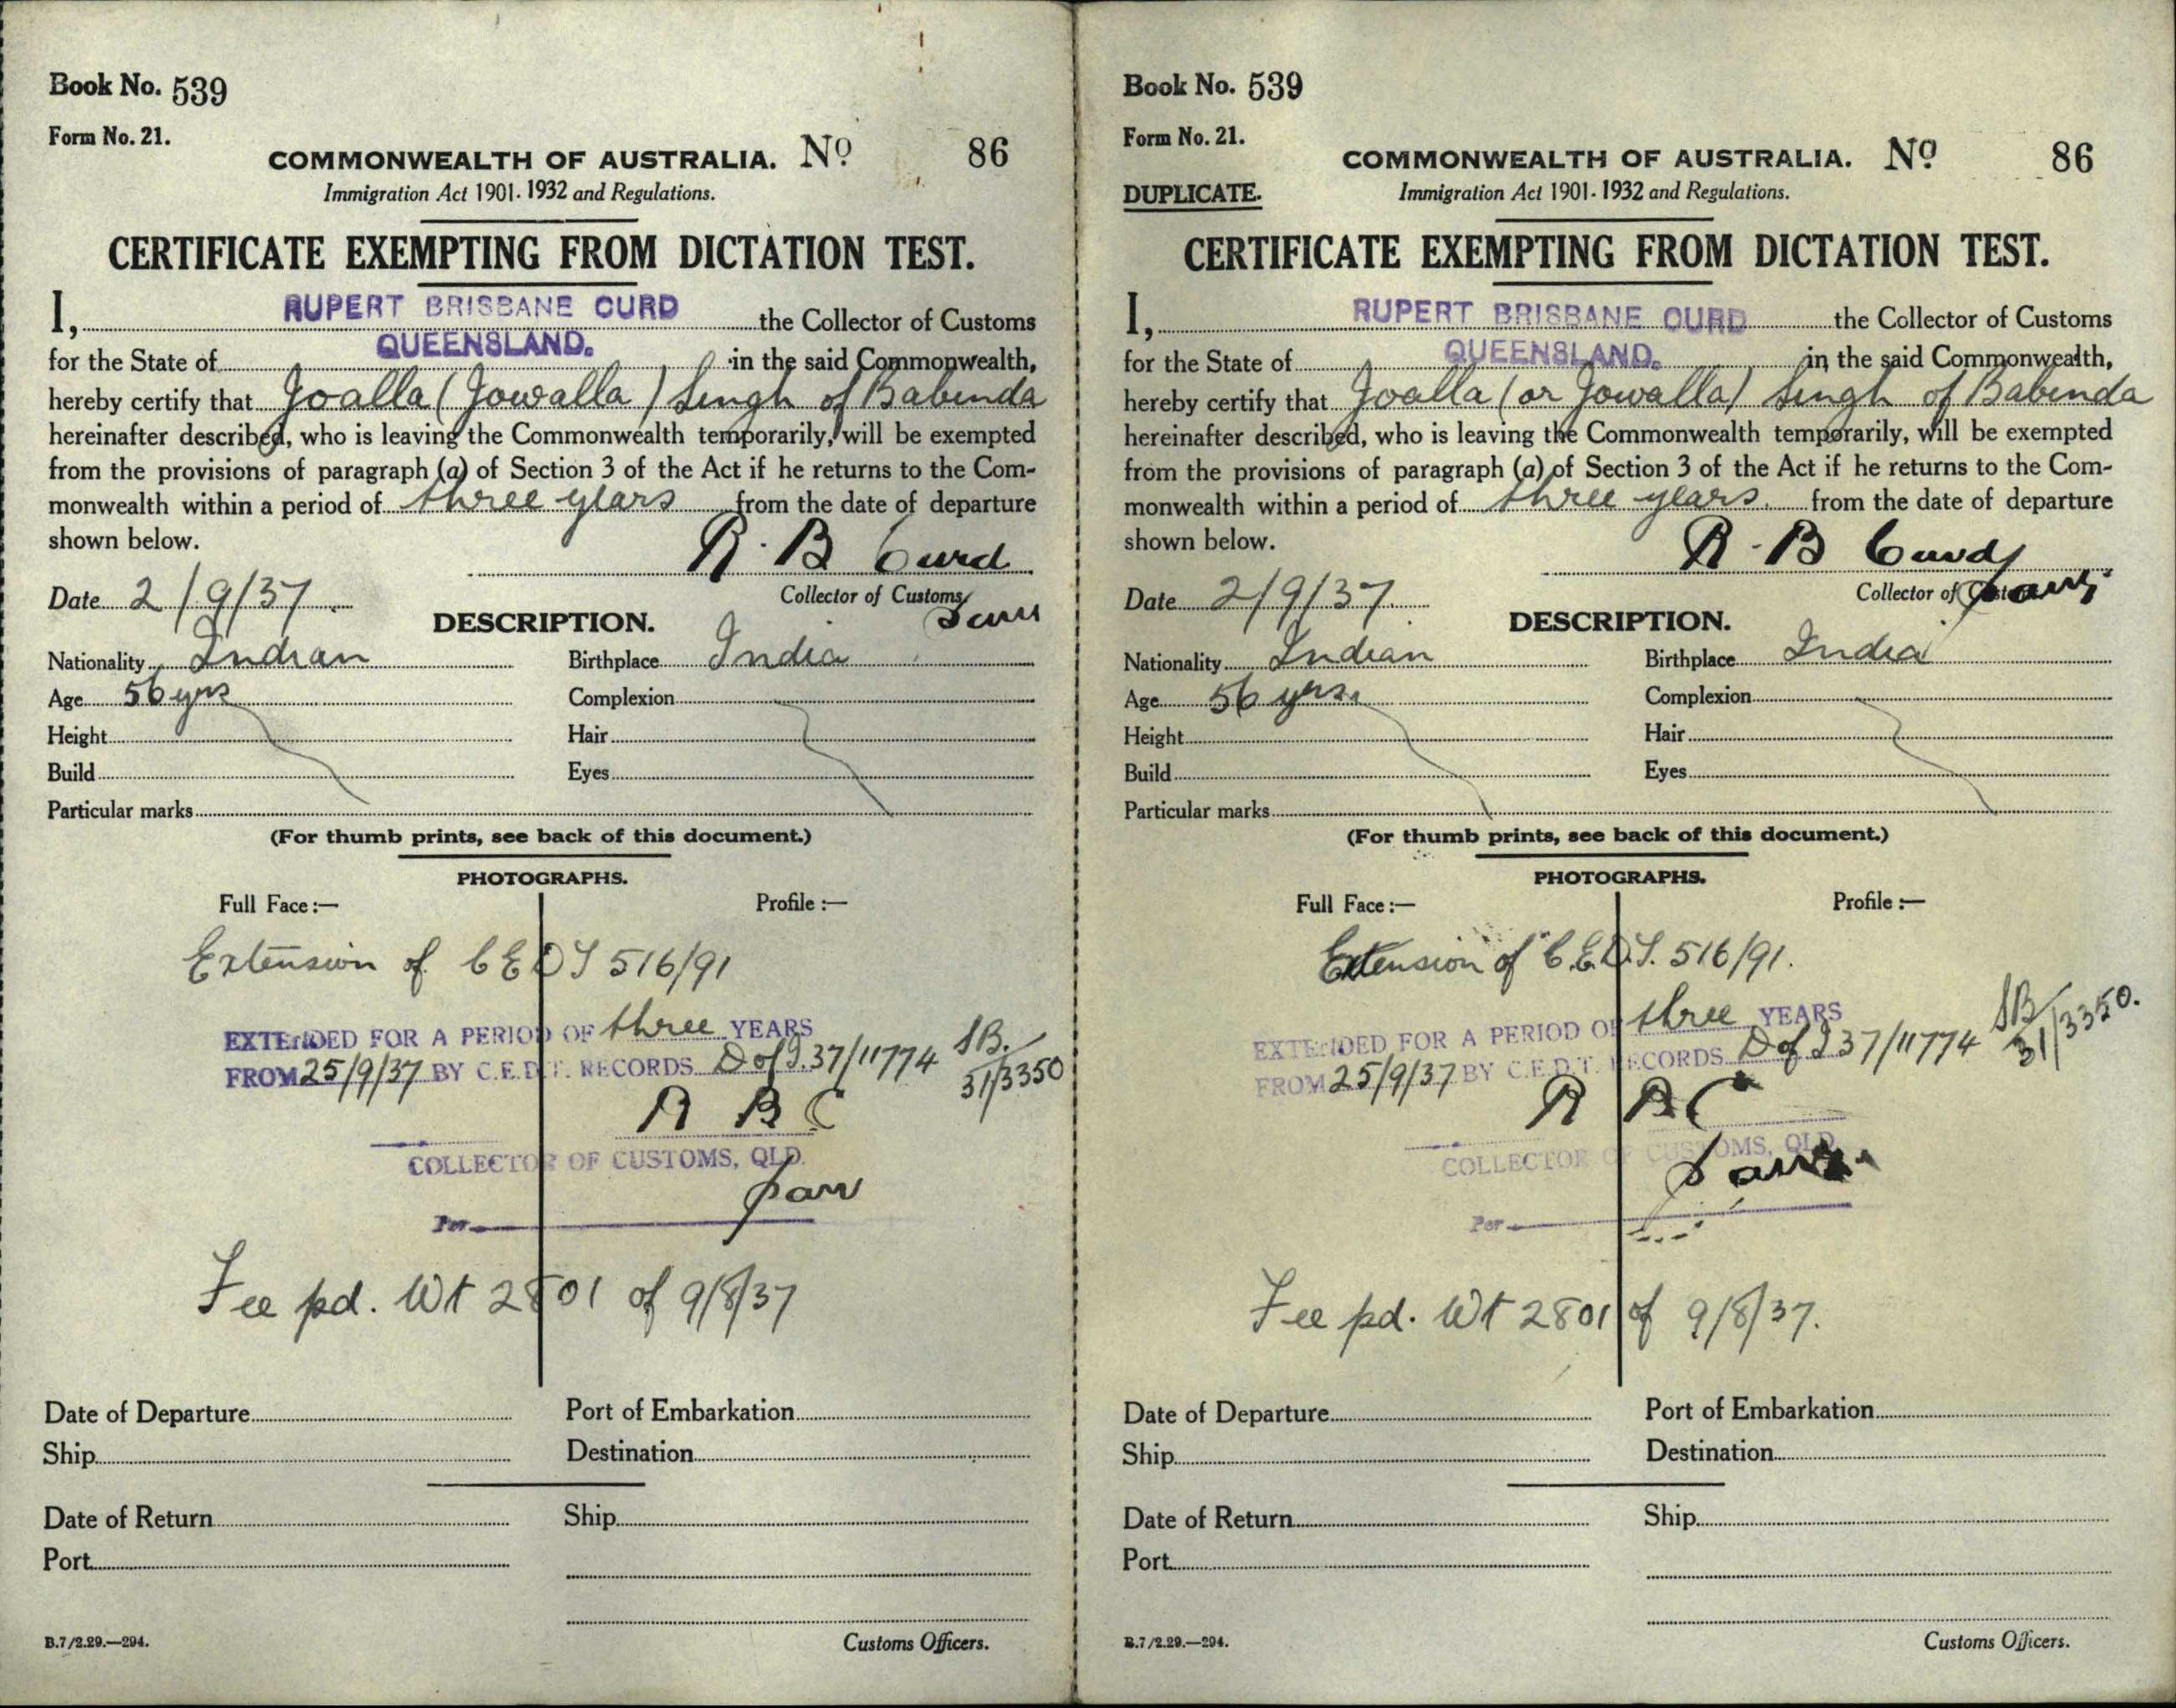 Book No. 539
Form No. 21.
COMMONWEALTH OF AUSTRALIA. Nº 86
Immigration Act 1901-1932 and Regulations.
CERTIFICATE EXEMPTING FROM DICTATION TEST.
I, RUPERT BRISBANE CURD the Collector of Customs
for the State of QUEENSLAND. in the said Commonwealth,
hereby certify that Joalla (Jowalla) Singh of Babinda
hereinafter described, who is leaving the Commonwealth temporarily, will be exempted
from the provisions of paragraph (a) of Section 3 of the Act if he returns to the Com-
monwealth within a period of three years from the date of departure
shown below.
R. B Curd
Date 2/9/37. Collector of Customs
DESCRIPTION.
Nationality Indian Birthplace India
Age 56 yrs Complexion
Height Hair
Build Eyes
Particular marks
(For thumb prints, see back of this document.)
PHOTOGRAPHS.
Full Face:— Profile:—
Extension of CEDT 516/91
EXTENDED FOR A PERIOD OF three YEARS
FROM 25/9/37 BY C.E.D.T. RECORDS D of I. 37/11774 SB. 31/3350
R B C
COLLECTOR OF CUSTOMS, QLD.
Per
Fee pd. Wt 2801 of 9/8/37
Date of Departure Port of Embarkation
Ship Destination
Date of Return Ship
Port
B.7/2.29.—294. Customs Officers.
Book No. 539
Form No. 21.
COMMONWEALTH OF AUSTRALIA. Nº 86
DUPLICATE. Immigration Act 1901-1932 and Regulations.
CERTIFICATE EXEMPTING FROM DICTATION TEST.
I, RUPERT BRISBANE CURD the Collector of Customs
for the State of QUEENSLAND. in the said Commonwealth,
hereby certify that Joalla (or Jowalla) Singh of Babinda
hereinafter described, who is leaving the Commonwealth temporarily, will be exempted
from the provisions of paragraph (a) of Section 3 of the Act if he returns to the Com-
monwealth within a period of three years. from the date of departure
shown below.
R. B Curd
Date 2/9/37. Collector of Customs
DESCRIPTION.
Nationality Indian Birthplace India
Age 56 yrs. Complexion
Height Hair
Build Eyes
Particular marks
(For thumb prints, see back of this document.)
PHOTOGRAPHS.
Full Face:— Profile:—
Extension of C.E.D.T. 516/91.
EXTENDED FOR A PERIOD OF three YEARS
FROM 25/9/37 BY C.E.D.T. RECORDS D of I 37/11774 SB/ 31/3350.
R B C
COLLECTOR OF CUSTOMS, QLD.
Per
Fee pd. Wt 2801 of 9/8/37.
Date of Departure Port of Embarkation
Ship Destination
Date of Return Ship
Port
B.7/2.29.—294. Customs Officers.